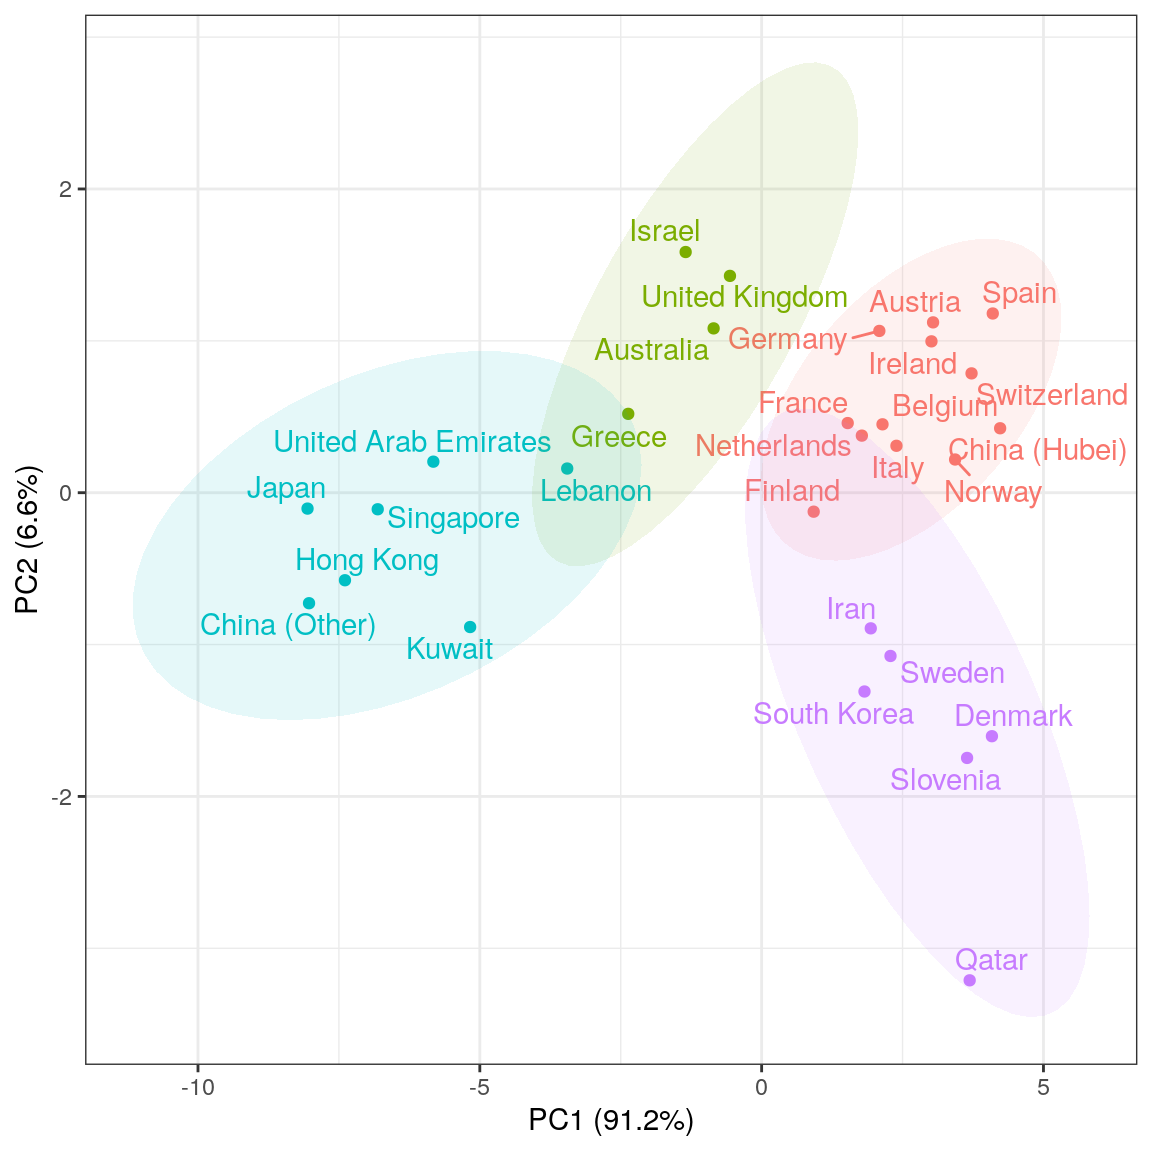 2
0
-2
-10
-5
0
5
PC1 (91.2%)
PC2 (6.6%)
Israel
United Kingdom
Australia
Greece
Austria
Spain
Germany
Ireland
Switzerland
France
Belgium
Netherlands
China (Hubei)
Italy
Norway
Finland
United Arab Emirates
Japan
Lebanon
Singapore
Hong Kong
China (Other)
Kuwait
Iran
Sweden
South Korea
Denmark
Slovenia
Qatar